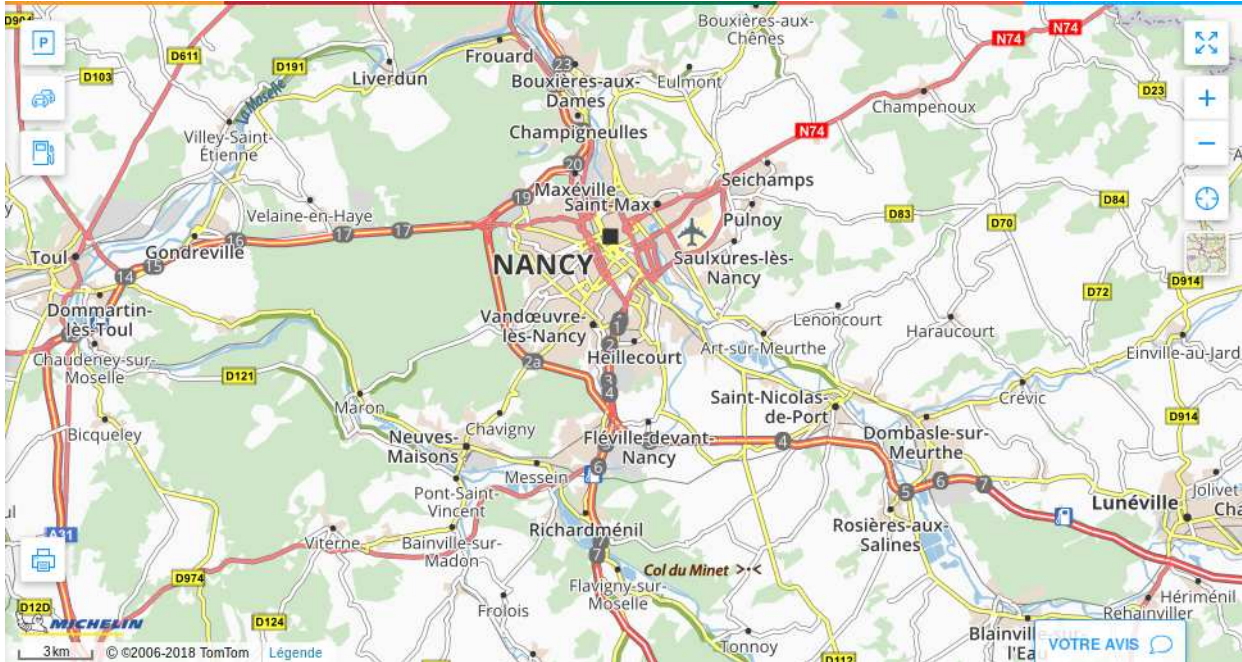 D904
Bouxières-aux-
Chênes
N74
N74
P
D611
D191
Frouard
D103
Liverdun
23
Bouxières-aux-
Dames
Eulmont
D23
La Moselle
Champenoux
Villey-Saint-
Étienne
Champigneulles
N74
20
Seichamps
Maxéville
19
Saint-Max
Velaine-en-Haye
Pulnoy
D83
D84
D70
17
17
16
Gondreville
Toul
15
14
NANCY
Saulxures-lès-
Nancy
D914
D72
Dommartin-
lès-Toul
Vandœuvre-
lès-Nancy
1
2
Lenoncourt
Haraucourt
Heillecourt
Art-sur-Meurthe
Einville-au-Jard
Chaudeney-sur-
Moselle
2a
D121
3
4
Crévic
Saint-Nicolas-
de-Port
Maron
D914
Bicqueley
Chavigny
Neuves-
Maisons
Fléville-devant-
Nancy
4
Dombasle-sur-
Meurthe
Messein
6
6
7
5
Jolivet
Pont-Saint-
Vincent
Lunéville
Châ
Richardménil
Rosières-aux-
Salines
A31
Viterne
Bainville-sur-
Madon
7
Col du Minet
D974
Flavigny-sur-
Moselle
Hériménil
Rehainviller
D12D
Frolois
D124
MICHELIN
Tonnoy
Blainville-sur-
l'Eau
VOTRE AVIS
3 km
© ©2006-2018 TomTom
Légende
D112